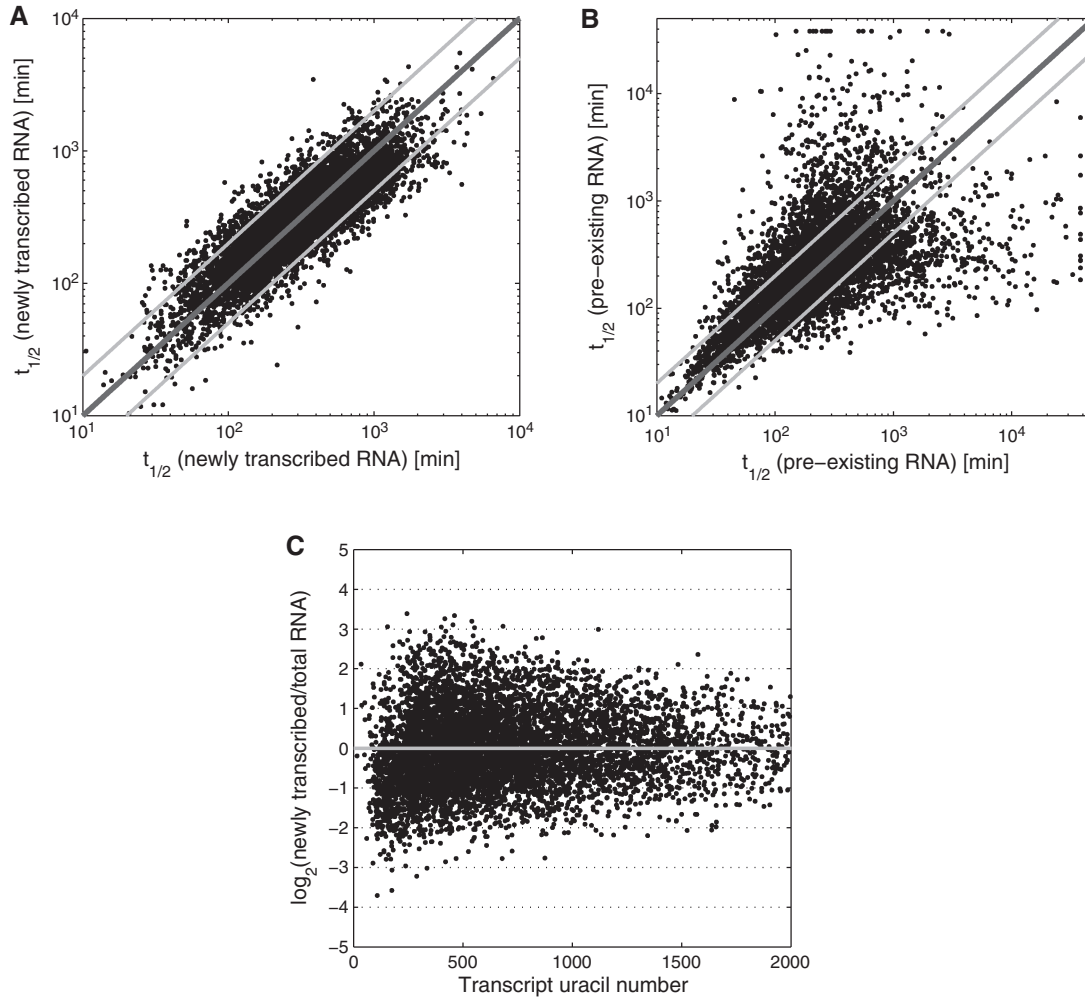 A
t1/2 (newly transcribed RNA) [min]
10^4
10^3
10^2
10^1
10^1 10^2 10^3 10^4
t1/2 (newly transcribed RNA) [min]
B
t1/2 (pre−existing RNA) [min]
10^4
10^3
10^2
10^1
10^1 10^2 10^3 10^4
t1/2 (pre−existing RNA) [min]
C
log2(newly transcribed/total RNA)
5
4
3
2
1
0
−1
−2
−3
−4
−5
0 500 1000 1500 2000
Transcript uracil number